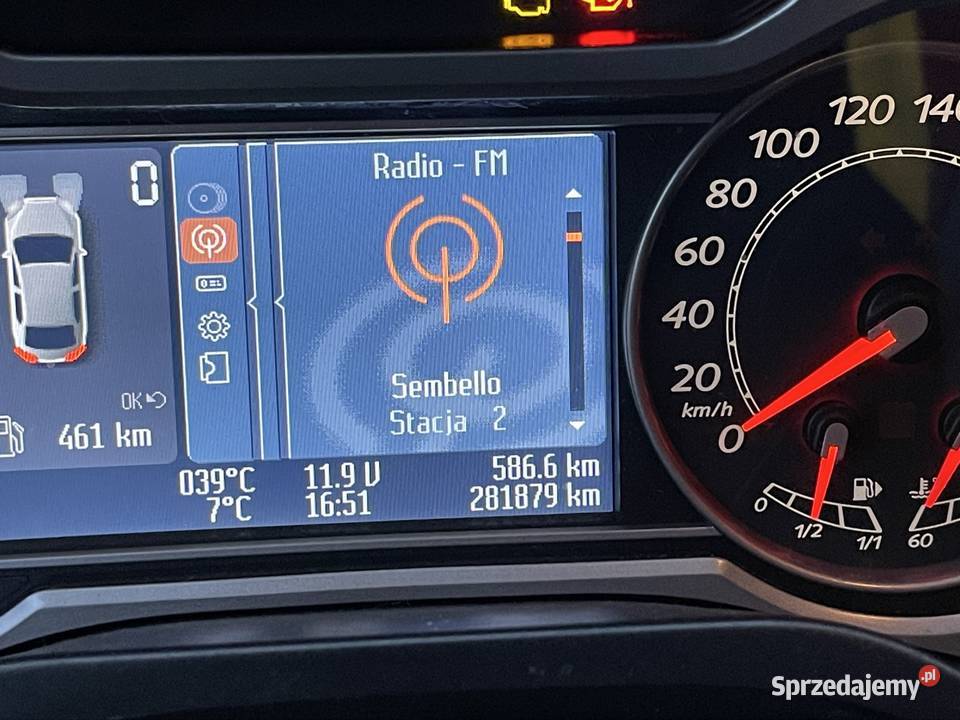 0
Radio - FM
OK
461 km
Sembello
Stacja 2
039°C 11.9 V 586.6 km
7°C 16:51 281879 km
140
120
100
80
60
40
20
km/h
0
0 1/2 1/1
60
Sprzedajemy.pl